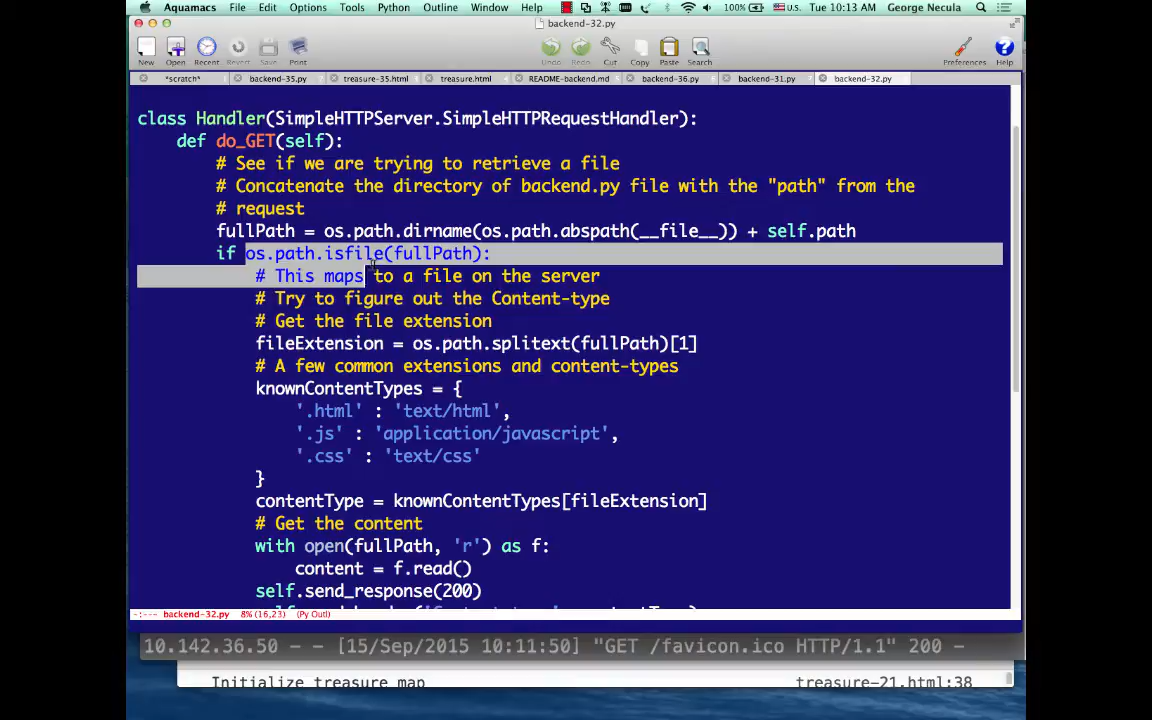 Aquamacs File Edit Options Tools Python Outline Window Help 100% U.S. Tue 10:13 AM George Necula
backend-32.py
New Open Recent Revert Save Print Undo Redo Cut Copy Paste Search Preferences Help
*scratch* backend-35.py treasure-35.html treasure.html README-backend.md backend-36.py backend-31.py backend-32.py
class Handler(SimpleHTTPServer.SimpleHTTPRequestHandler):
def do_GET(self):
# See if we are trying to retrieve a file
# Concatenate the directory of backend.py file with the "path" from the
# request
fullPath = os.path.dirname(os.path.abspath(__file__)) + self.path
if os.path.isfile(fullPath):
# This maps to a file on the server
# Try to figure out the Content-type
# Get the file extension
fileExtension = os.path.splitext(fullPath)[1]
# A few common extensions and content-types
knownContentTypes = {
'.html' : 'text/html',
'.js' : 'application/javascript',
'.css' : 'text/css'
}
contentType = knownContentTypes[fileExtension]
# Get the content
with open(fullPath, 'r') as f:
content = f.read()
self.send_response(200)
-:--- backend-32.py 8% (16,23) (Py Outl)
10.142.36.50 - - [15/Sep/2015 10:11:50] "GET /favicon.ico HTTP/1.1" 200 -
Initialize treasure map treasure-21.html:38